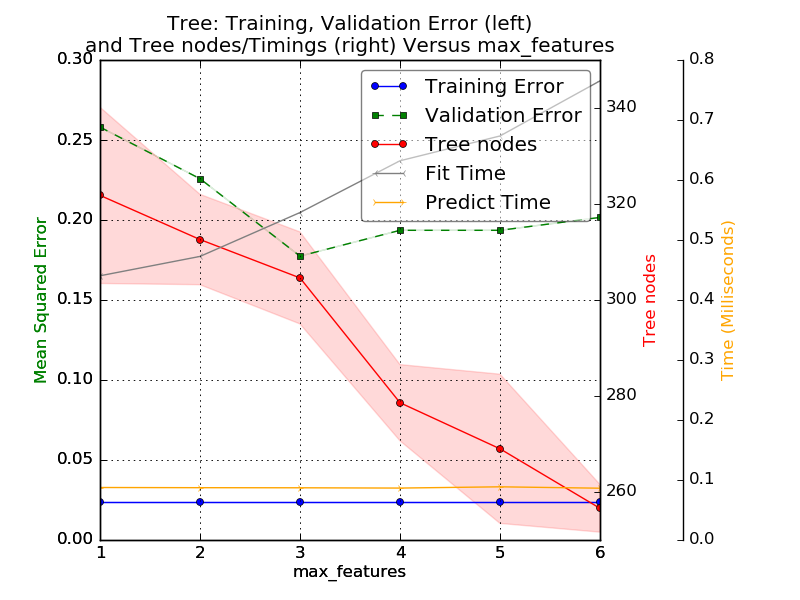 Tree: Training, Validation Error (left)
and Tree nodes/Timings (right) Versus max_features
Training Error
Validation Error
Tree nodes
Fit Time
Predict Time
Mean Squared Error
0.30
0.25
0.20
0.15
0.10
0.05
0.00
1 2 3 4 5 6
max_features
340
320
300
280
260
Tree nodes
0.8
0.7
0.6
0.5
0.4
0.3
0.2
0.1
0.0
Time (Milliseconds)